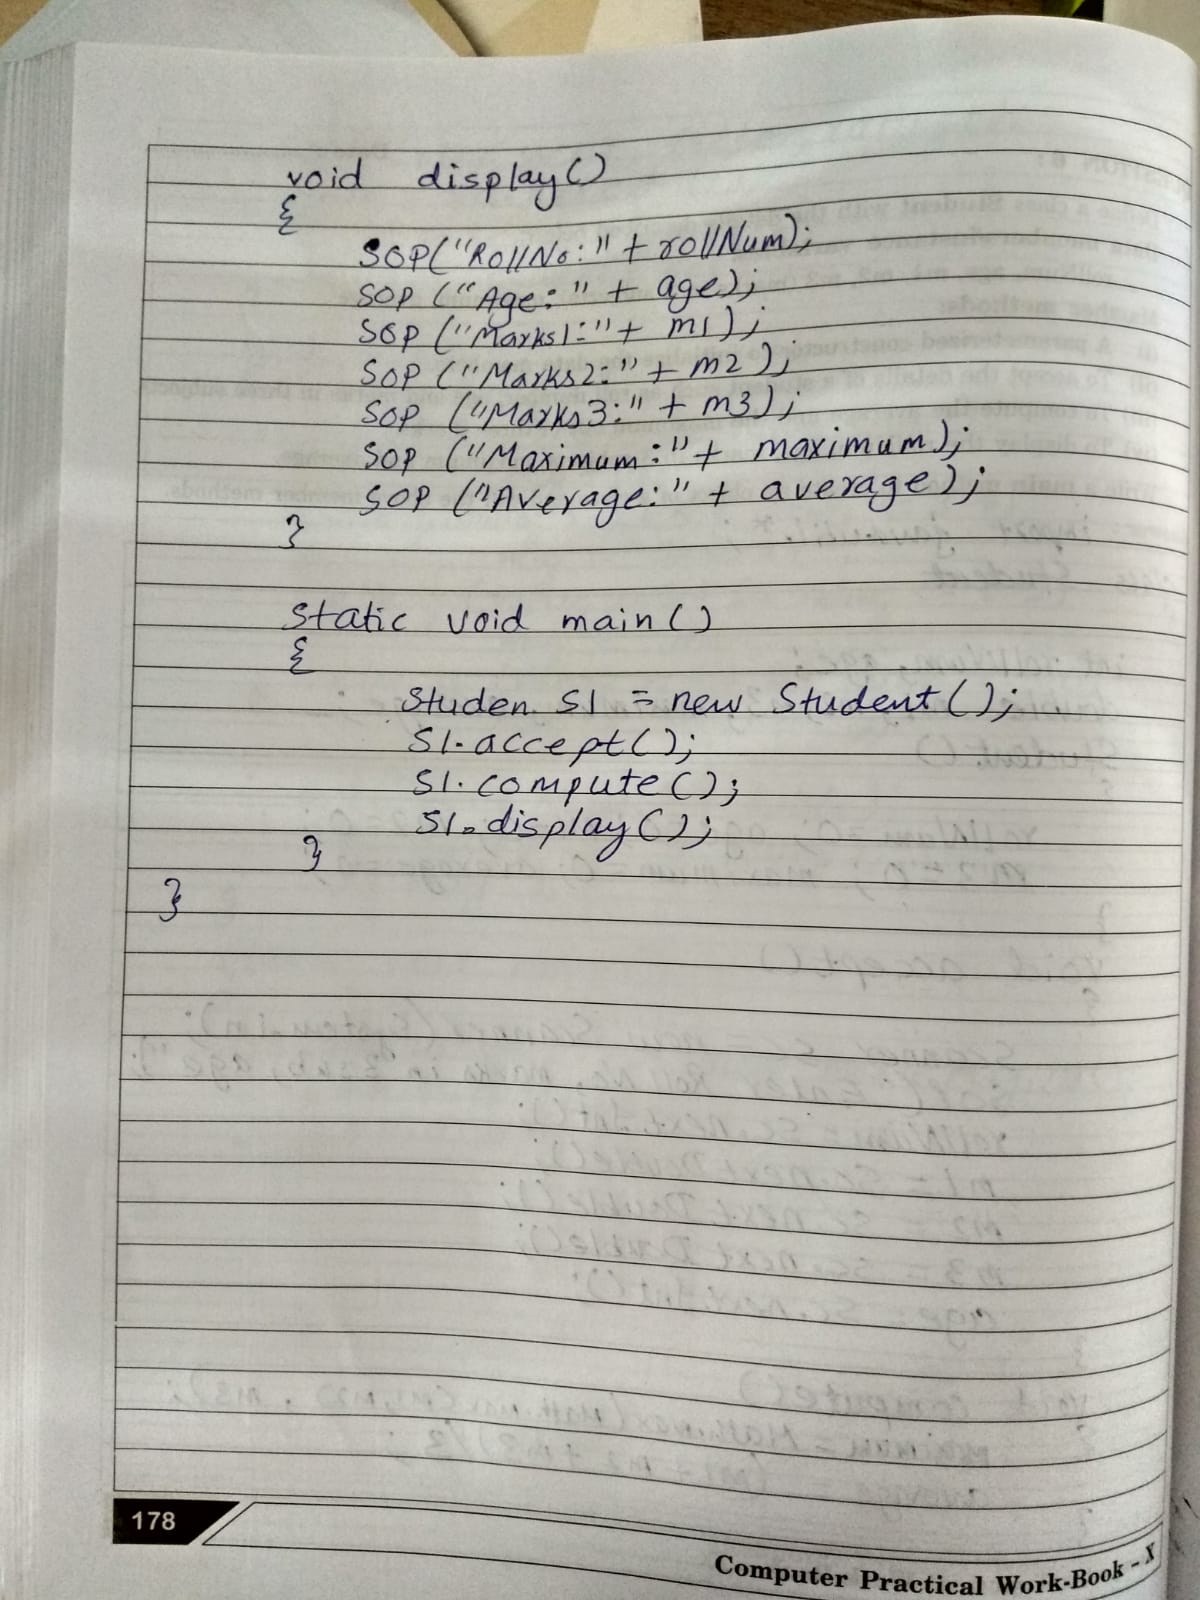 void display()
{
SOP("RollNo:" + rollNum);
SOP ("Age:" + age);
SOP ("Marks1:"+ m1);
SOP ("Marks2:" + m2);
SOP ("Marks3:" + m3);
SOP ("Maximum:"+ maximum);
SOP ("Average:" + average);
}
static void main()
{
Studen S1 = new Student();
S1.accept();
S1.compute();
S1.display();
}
}
178
Computer Practical Work-Book - X